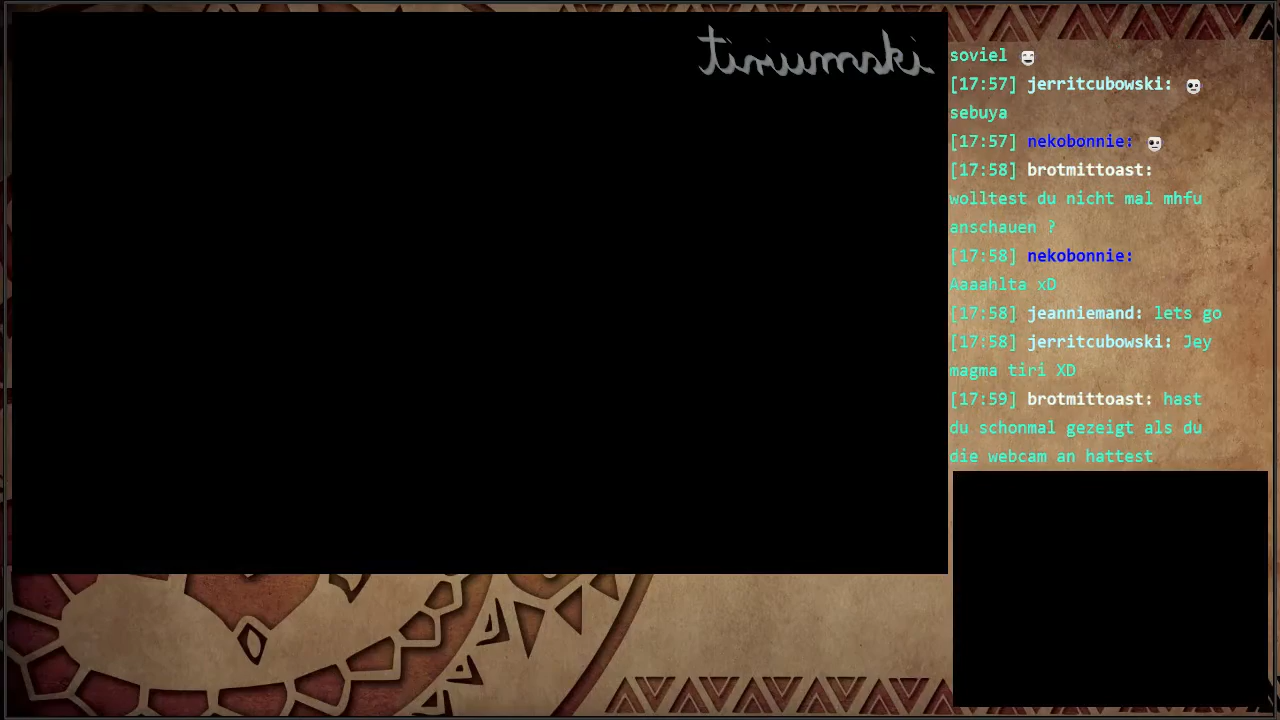 tiriumaki
soviel
[17:57] jerritcubowski:
sebuya
[17:57] nekobonnie:
[17:58] brotmittoast:
wolltest du nicht mal mhfu
anschauen ?
[17:58] nekobonnie:
Aaaahlta xD
[17:58] jeanniemand: lets go
[17:58] jerritcubowski: Jey
magma tiri XD
[17:59] brotmittoast: hast
du schonmal gezeigt als du
die webcam an hattest